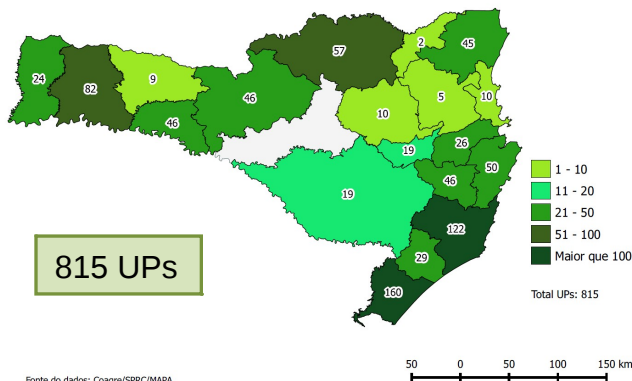 57
2
45
24
82
9
46
5
10
10
46
19
26
50
46
19
122
29
160
1 - 10
11 - 20
21 - 50
51 - 100
Maior que 100
Total UPs: 815
815 UPs
Fonte do dados: Coagre/SPRC/MAPA
50 0 50 100 150 km